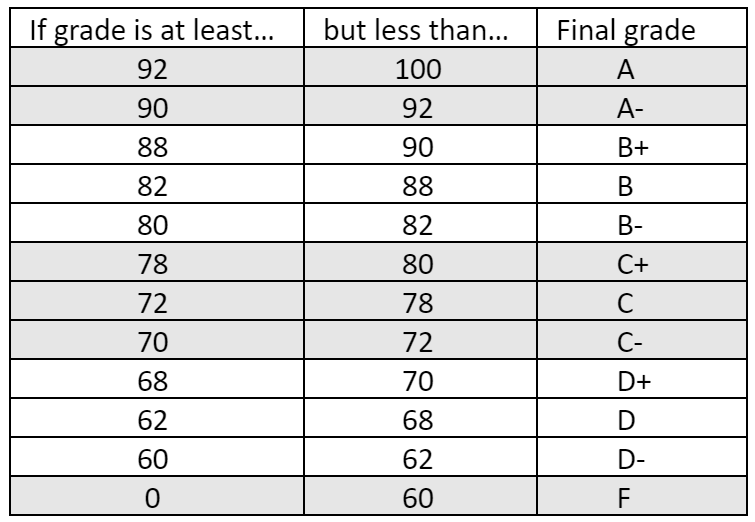 If grade is at least... but less than... Final grade
92 100 A
90 92 A-
88 90 B+
82 88 B
80 82 B-
78 80 C+
72 78 C
70 72 C-
68 70 D+
62 68 D
60 62 D-
0 60 F